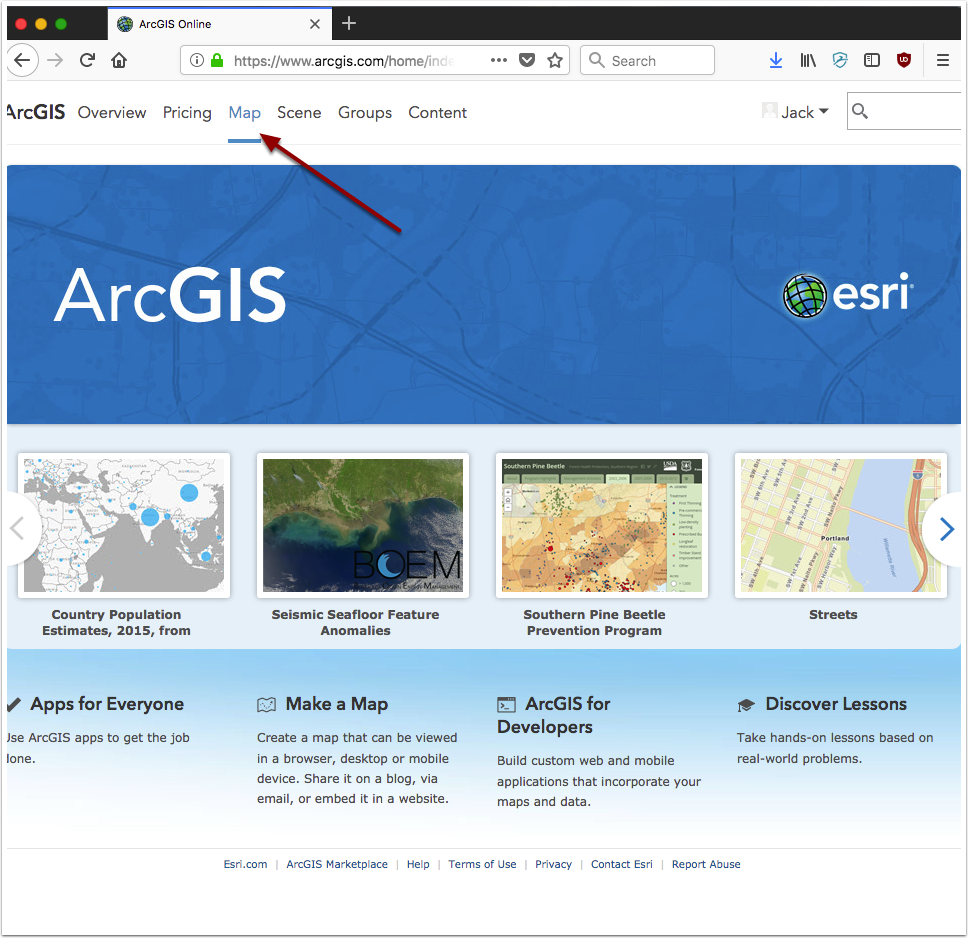 ArcGIS Online
https://www.arcgis.com/home/inde
Search
ArcGIS Overview Pricing Map Scene Groups Content Jack
ArcGIS
esri
BOEM
Southern Pine Beetle
USDA
Portland
Country Population
Estimates, 2015, from
Seismic Seafloor Feature
Anomalies
Southern Pine Beetle
Prevention Program
Streets
Apps for Everyone
Use ArcGIS apps to get the job
done.
Make a Map
Create a map that can be viewed
in a browser, desktop or mobile
device. Share it on a blog, via
email, or embed it in a website.
ArcGIS for
Developers
Build custom web and mobile
applications that incorporate your
maps and data.
Discover Lessons
Take hands-on lessons based on
real-world problems.
Esri.com | ArcGIS Marketplace | Help | Terms of Use | Privacy | Contact Esri | Report Abuse